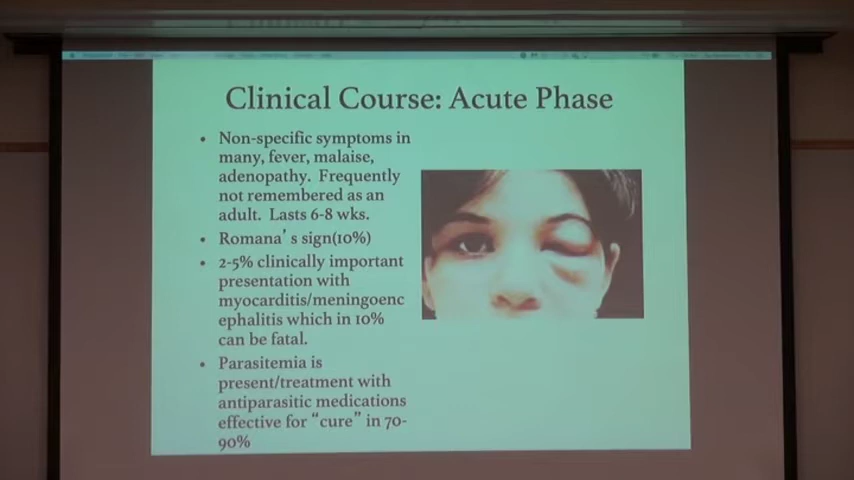 Clinical Course: Acute Phase
• Non-specific symptoms in
many, fever, malaise,
adenopathy. Frequently
not remembered as an
adult. Lasts 6-8 wks.
• Romana's sign(10%)
• 2-5% clinically important
presentation with
myocarditis/meningoenc
ephalitis which in 10%
can be fatal.
• Parasitemia is
present/treatment with
antiparasitic medications
effective for "cure" in 70-
90%